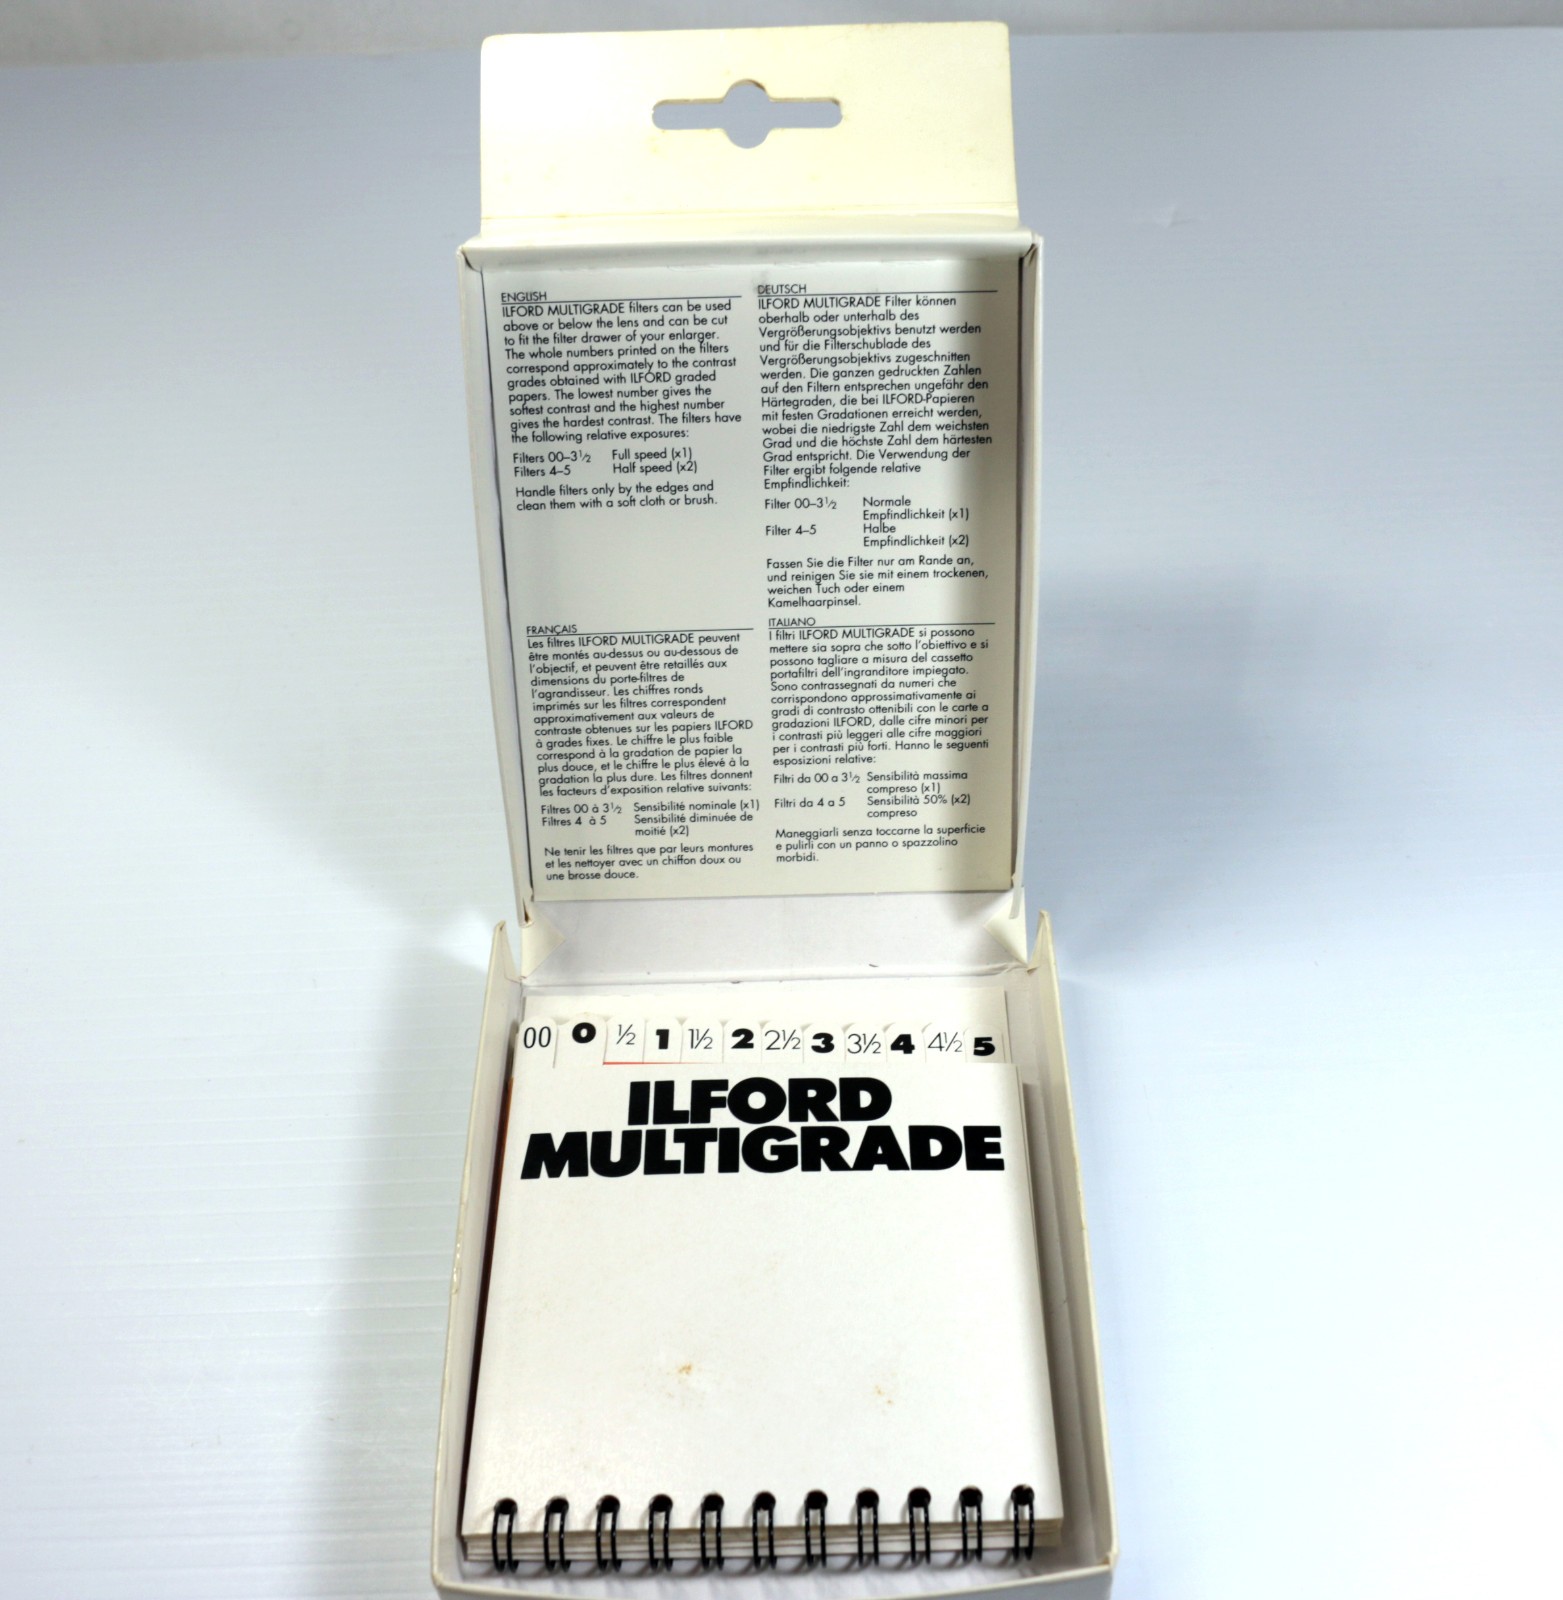 ENGLISH
ILFORD MULTIGRADE filters can be used
above or below the lens and can be cut
to fit the filter drawer of your enlarger.
The whole numbers printed on the filters
correspond approximately to the contrast
grades obtained with ILFORD graded
papers. The lowest number gives the
softest contrast and the highest number
gives the hardest contrast. The filters have
the following relative exposures:
Filters 00–3½ Full speed (x1)
Filters 4–5 Half speed (x2)
Handle filters only by the edges and
clean them with a soft cloth or brush.
DEUTSCH
ILFORD MULTIGRADE Filter können
oberhalb oder unterhalb des
Vergrößerungsobjektivs benutzt werden
und für die Filterschublade des
Vergrößerungsobjektivs zugeschnitten
werden. Die ganzen gedruckten Zahlen
auf den Filtern entsprechen ungefähr den
Härtegraden, die bei ILFORD-Papieren
mit festen Gradationen erreicht werden,
wobei die niedrigste Zahl dem weichsten
Grad und die höchste Zahl dem härtesten
Grad entspricht. Die Verwendung der
Filter ergibt folgende relative
Empfindlichkeit:
Filter 00–3½ Normale
Empfindlichkeit (x1)
Filter 4–5 Halbe
Empfindlichkeit (x2)
Fassen Sie die Filter nur am Rande an,
und reinigen Sie sie mit einem trockenen,
weichen Tuch oder einem
Kamelhaarpinsel.
FRANÇAIS
Les filtres ILFORD MULTIGRADE peuvent
être montés au-dessus ou au-dessous de
l'objectif, et peuvent être retaillés aux
dimensions du porte-filtres de
l'agrandisseur. Les chiffres ronds
imprimés sur les filtres correspondent
approximativement aux valeurs de
contraste obtenues sur les papiers ILFORD
à grades fixes. Le chiffre le plus faible
correspond à la gradation de papier la
plus douce, et le chiffre le plus élevé à la
gradation la plus dure. Les filtres donnent
les facteurs d'exposition relative suivants:
Filtres 00 à 3½ Sensibilité nominale (x1)
Filtres 4 à 5 Sensibilité diminuée de
moitié (x2)
Ne tenir les filtres que par leurs montures
et les nettoyer avec un chiffon doux ou
une brosse douce.
ITALIANO
I filtri ILFORD MULTIGRADE si possono
mettere sia sopra che sotto l'obiettivo e si
possono tagliare a misura del cassetto
portafiltri dell'ingranditore impiegato.
Sono contrassegnati da numeri che
corrispondono approssimativamente ai
gradi di contrasto ottenibili con le carte a
gradazioni ILFORD, dalle cifre minori per
i contrasti più leggeri alle cifre maggiori
per i contrasti più forti. Hanno le seguenti
esposizioni relative:
Filtri da 00 a 3½ Sensibilità massima
compreso (x1)
Filtri da 4 a 5 Sensibilità 50% (x2)
compreso
Maneggiarli senza toccarne la superficie
e pulirli con un panno o spazzolino
morbidi.
00 0 ½ 1 1½ 2 2½ 3 3½ 4 4½ 5
ILFORD
MULTIGRADE